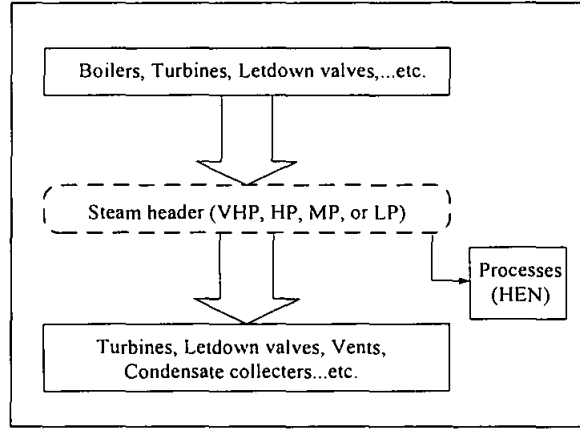 Boilers, Turbines, Letdown valves,...etc.
Steam header (VHP, HP, MP, or LP)
Processes
(HEN)
Turbines, Letdown valves, Vents,
Condensate collecters...etc.